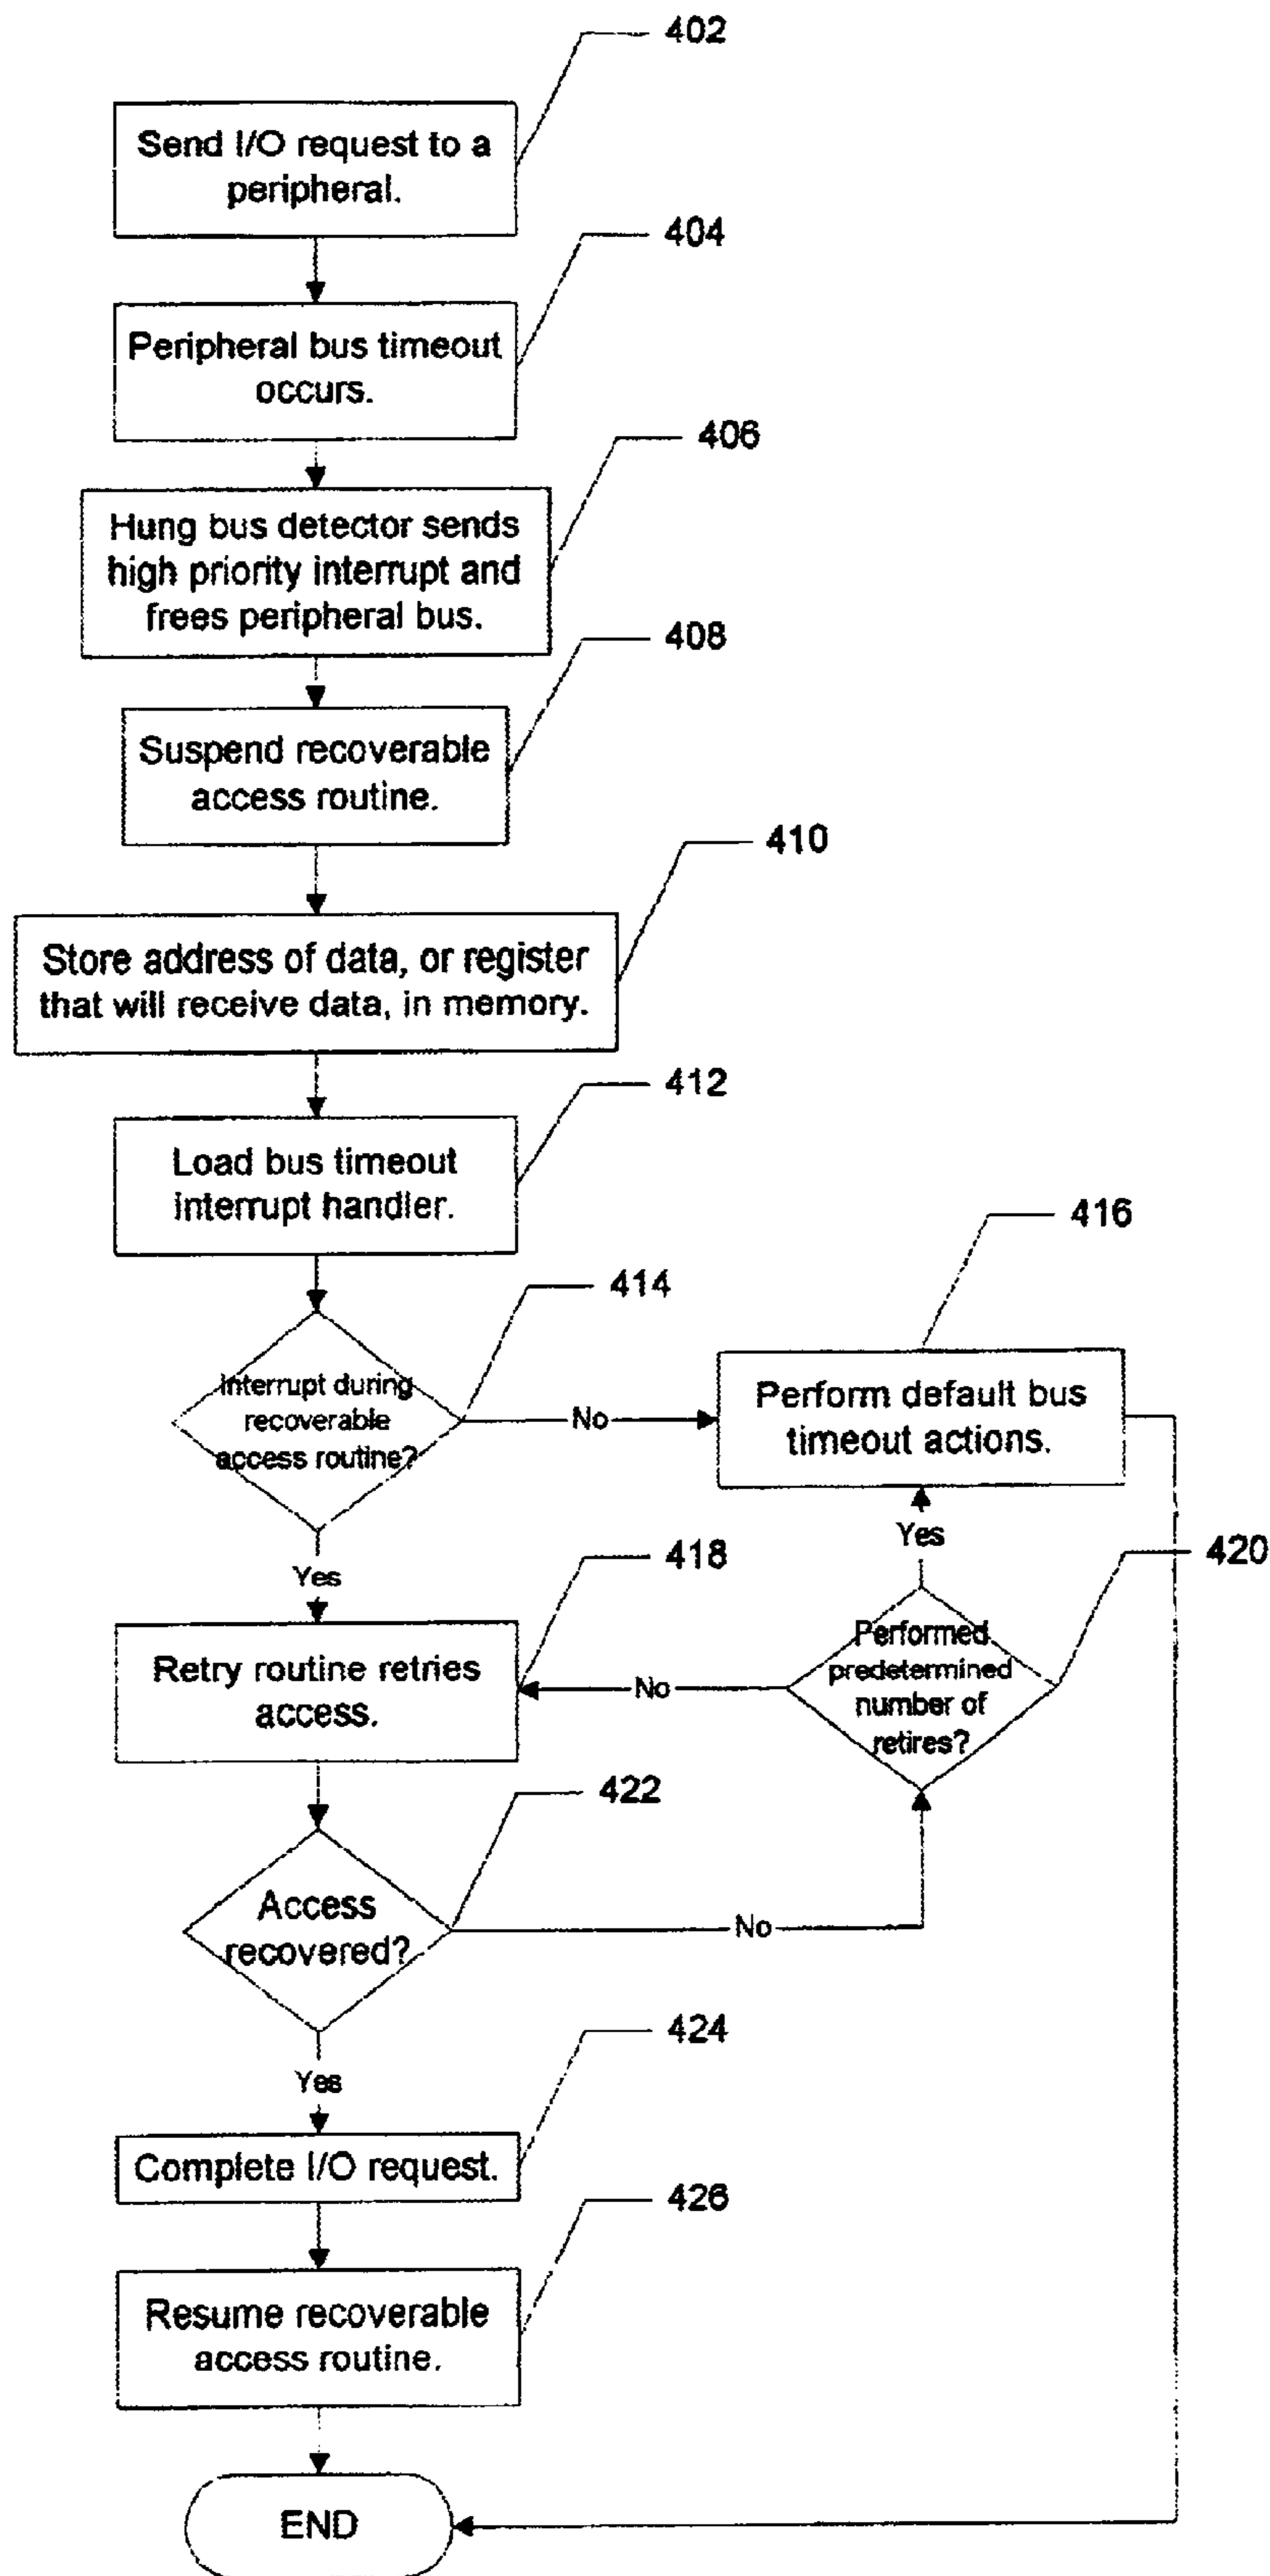 402
Send I/O request to a
peripheral.
404
Peripheral bus timeout
occurs.
406
Hung bus detector sends
high priority interrupt and
frees peripheral bus.
408
Suspend recoverable
access routine.
410
Store address of data, or register
that will receive data, in memory.
412
Load bus timeout
interrupt handler.
414
Interrupt during
recoverable
access routine?
No
416
Perform default bus
timeout actions.
Yes
Yes
418
Retry routine retries
access.
No
420
Performed
predetermined
number of
retires?
422
Access
recovered?
No
Yes
424
Complete I/O request.
426
Resume recoverable
access routine.
END